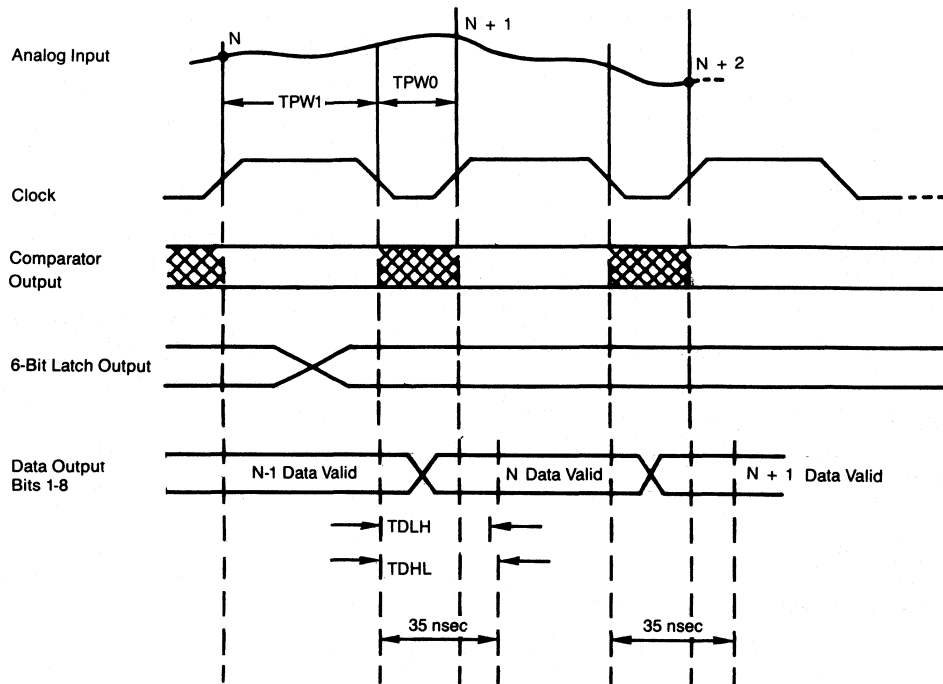 N
N + 1
Analog Input
N + 2
TPW1
TPW0
Clock
Comparator
Output
6-Bit Latch Output
Data Output
Bits 1-8
N-1 Data Valid
N Data Valid
N + 1 Data Valid
TDLH
TDHL
35 nsec
35 nsec